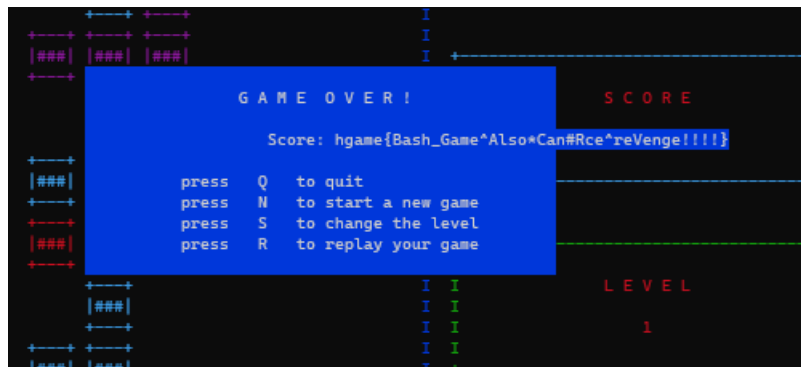 G A M E  O V E R !
S C O R E
Score: hgame{Bash_Game^Also*Can#Rce^reVenge!!!!}
press Q to quit
press N to start a new game
press S to change the level
press R to replay your game
L E V E L
1